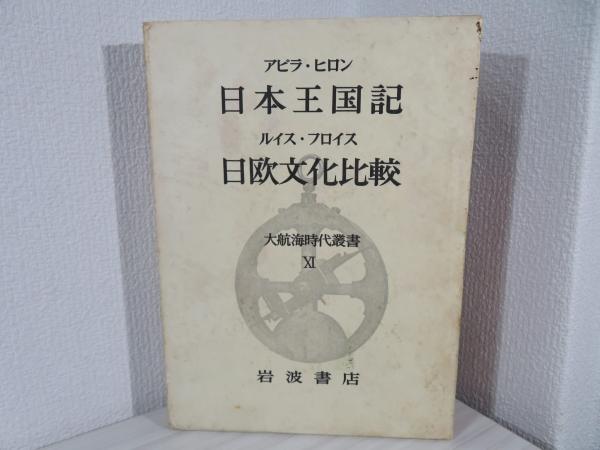 アビラ・ヒロン
日本王国記
ルイス・フロイス
日欧文化比較
大航海時代叢書
XI
岩波書店